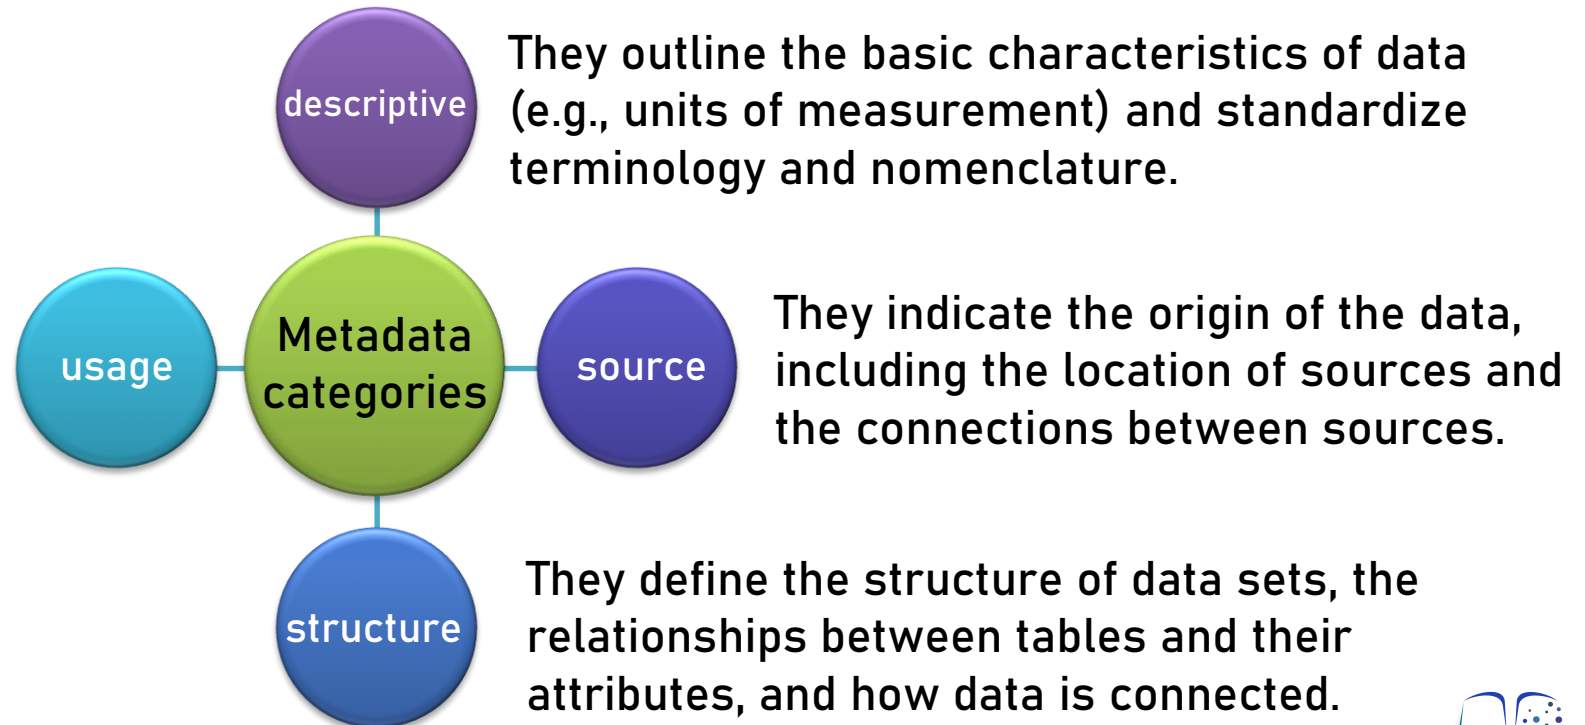 descriptive
They outline the basic characteristics of data
(e.g., units of measurement) and standardize
terminology and nomenclature.
usage
Metadata
categories
source
They indicate the origin of the data,
including the location of sources and
the connections between sources.
structure
They define the structure of data sets, the
relationships between tables and their
attributes, and how data is connected.